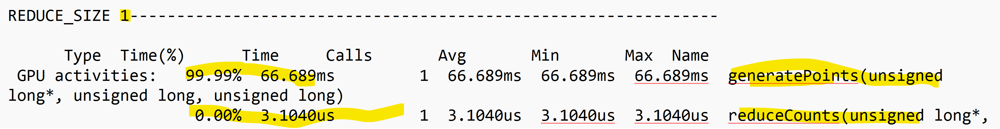 REDUCE_SIZE 1---------------------------------------------------------------
Type  Time(%)      Time     Calls       Avg       Min       Max  Name
GPU activities:   99.99%  66.689ms         1  66.689ms  66.689ms  66.689ms  generatePoints(unsigned
long*, unsigned long, unsigned long)
0.00%  3.1040us         1  3.1040us  3.1040us  3.1040us  reduceCounts(unsigned long*,